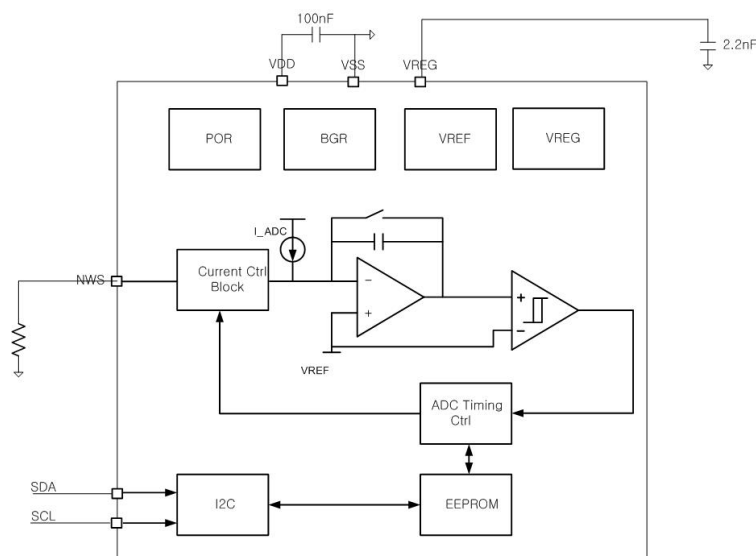 100nF
2.2nF
VDD
VSS
VREG
POR
BGR
VREF
VREG
I_ADC
NWS
Current Ctrl
Block
−
+
+
−
VREF
ADC Timing
Ctrl
SDA
SCL
I2C
EEPROM